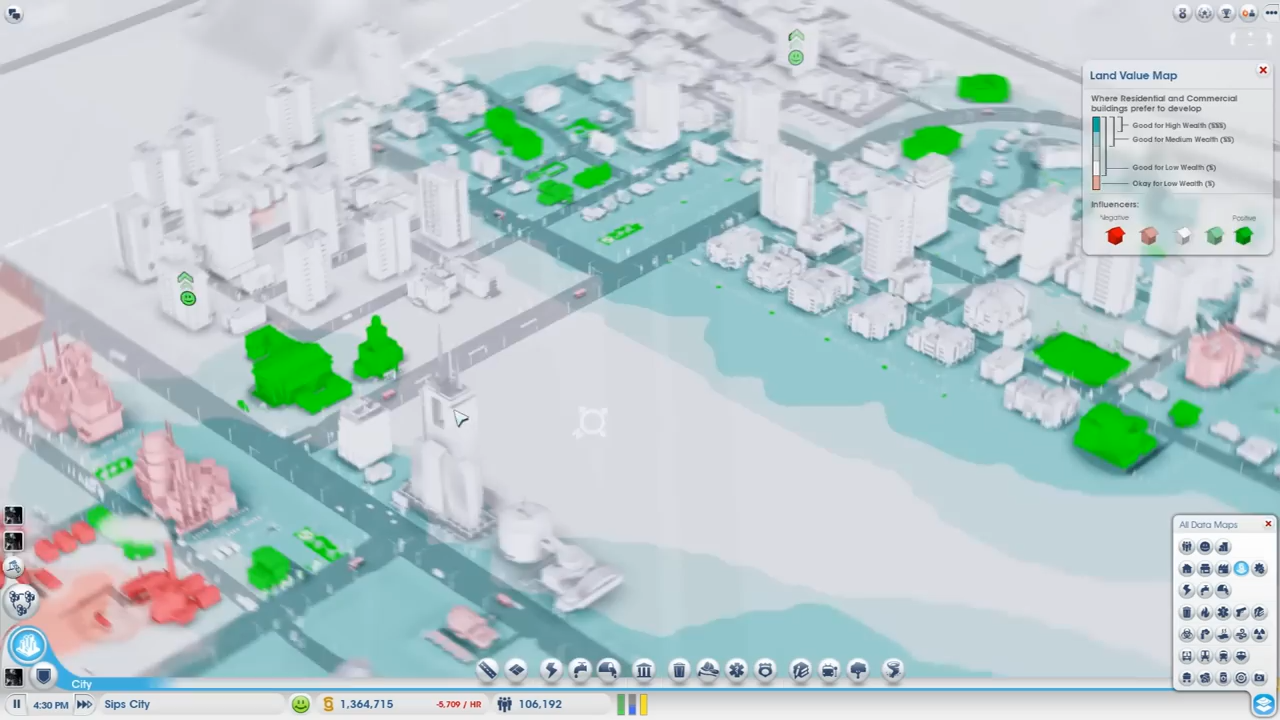 Land Value Map
Where Residential and Commercial
buildings prefer to develop
Good for High Wealth ($$$)
Good for Medium Wealth ($$)
Good for Low Wealth ($)
Okay for Low Wealth ($)
Influencers:
Negative Positive
All Data Maps
City
4:30 PM Sips City 1,364,715 -5,709 / HR 106,192